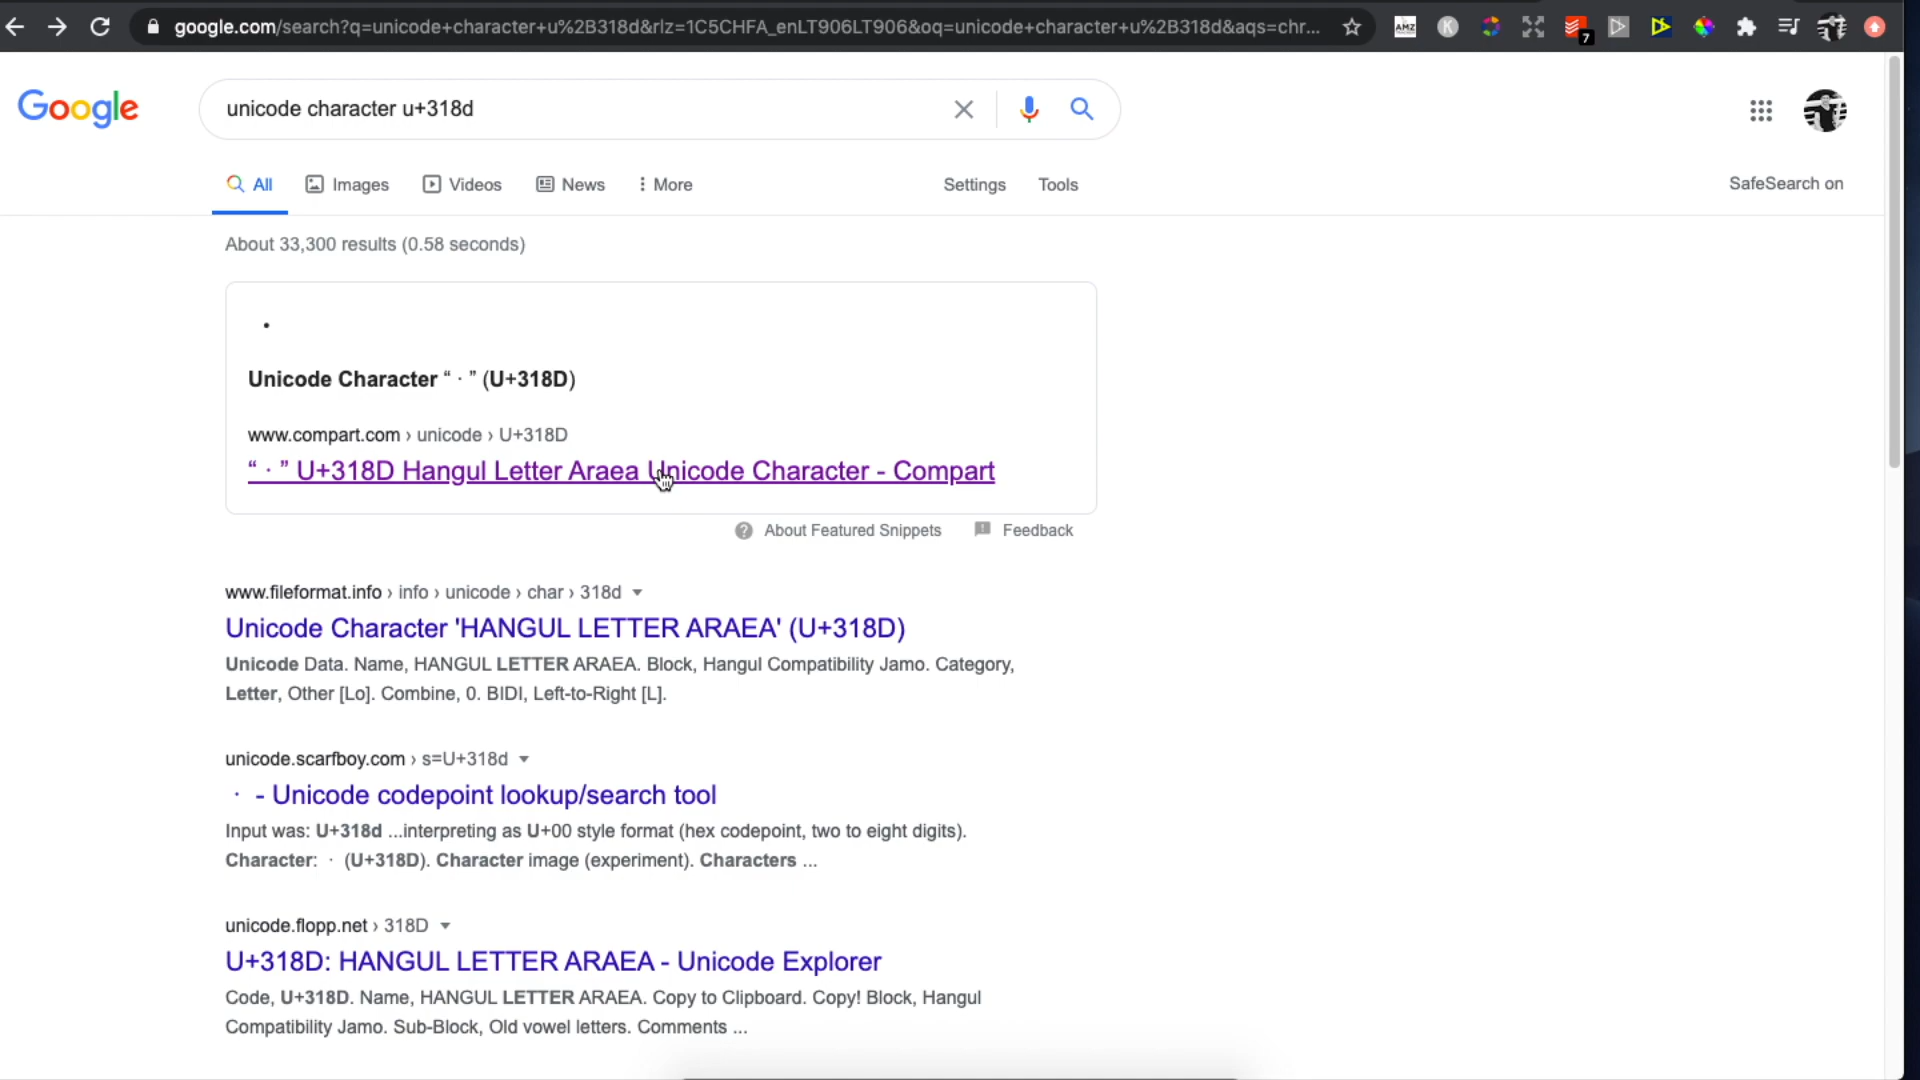 google.com/search?q=unicode+character+u%2B318d&rlz=1C5CHFA_enLT906LT906&oq=unicode+character+u%2B318d&aqs=chr...
AMZ
K
7
Google
unicode character u+318d
All
Images
Videos
News
More
Settings
Tools
SafeSearch on
About 33,300 results (0.58 seconds)
•
Unicode Character “ ㆍ ” (U+318D)
www.compart.com › unicode › U+318D
“ ㆍ ” U+318D Hangul Letter Araea Unicode Character - Compart
About Featured Snippets
Feedback
www.fileformat.info › info › unicode › char › 318d
Unicode Character 'HANGUL LETTER ARAEA' (U+318D)
Unicode Data. Name, HANGUL LETTER ARAEA. Block, Hangul Compatibility Jamo. Category,
Letter, Other [Lo]. Combine, 0. BIDI, Left-to-Right [L].
unicode.scarfboy.com › s=U+318d
ㆍ - Unicode codepoint lookup/search tool
Input was: U+318d ...interpreting as U+00 style format (hex codepoint, two to eight digits).
Character: ㆍ (U+318D). Character image (experiment). Characters ...
unicode.flopp.net › 318D
U+318D: HANGUL LETTER ARAEA - Unicode Explorer
Code, U+318D. Name, HANGUL LETTER ARAEA. Copy to Clipboard. Copy! Block, Hangul
Compatibility Jamo. Sub-Block, Old vowel letters. Comments ...